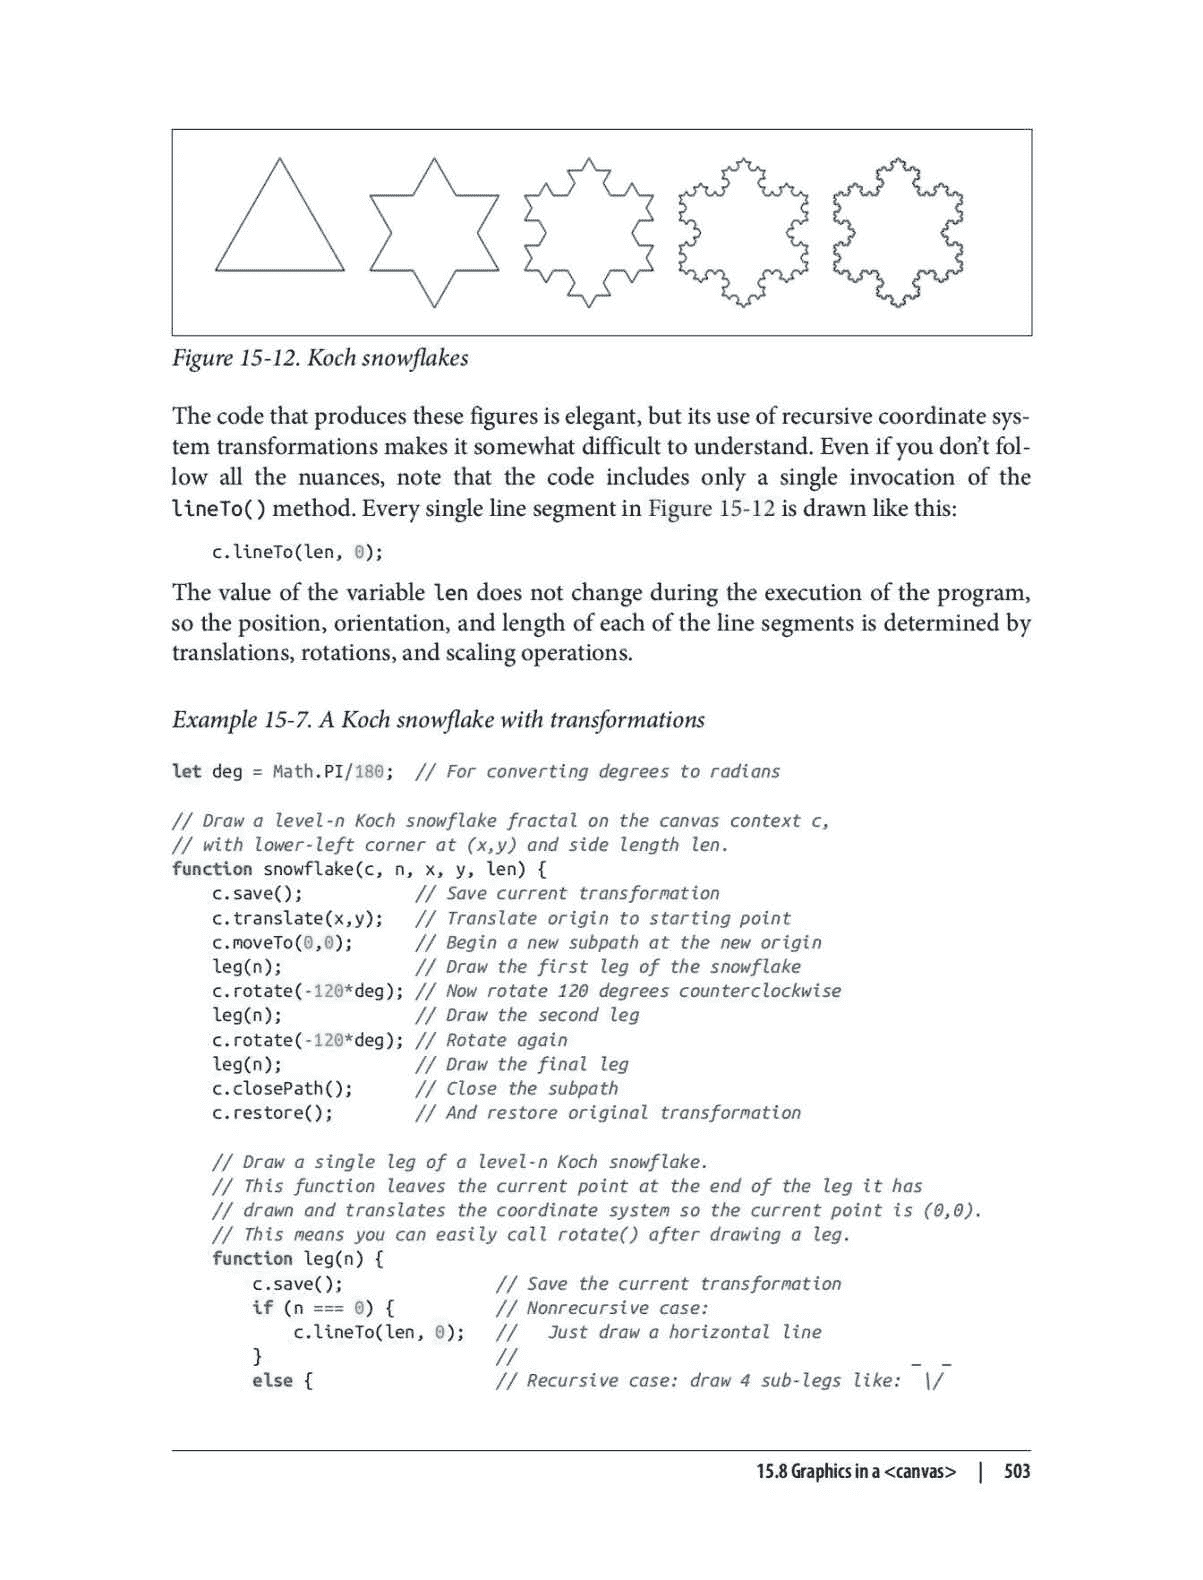 Figure 15-12. Koch snowflakes
The code that produces these figures is elegant, but its use of recursive coordinate sys-
tem transformations makes it somewhat difficult to understand. Even if you don't fol-
low all the nuances, note that the code includes only a single invocation of the
lineTo() method. Every single line segment in Figure 15-12 is drawn like this:
c.lineTo(len, 0);
The value of the variable len does not change during the execution of the program,
so the position, orientation, and length of each of the line segments is determined by
translations, rotations, and scaling operations.
Example 15-7. A Koch snowflake with transformations
let deg = Math.PI/180;  // For converting degrees to radians
// Draw a level-n Koch snowflake fractal on the canvas context c,
// with lower-left corner at (x,y) and side length len.
function snowflake(c, n, x, y, len) {
    c.save();           // Save current transformation
    c.translate(x,y);   // Translate origin to starting point
    c.moveTo(0,0);      // Begin a new subpath at the new origin
    leg(n);             // Draw the first leg of the snowflake
    c.rotate(-120*deg); // Now rotate 120 degrees counterclockwise
    leg(n);             // Draw the second leg
    c.rotate(-120*deg); // Rotate again
    leg(n);             // Draw the final leg
    c.closePath();      // Close the subpath
    c.restore();        // And restore original transformation
    // Draw a single leg of a level-n Koch snowflake.
    // This function leaves the current point at the end of the leg it has
    // drawn and translates the coordinate system so the current point is (0,0).
    // This means you can easily call rotate() after drawing a leg.
    function leg(n) {
        c.save();               // Save the current transformation
        if (n === 0) {          // Nonrecursive case:
            c.lineTo(len, 0);   //   Just draw a horizontal line
        }                       //                                       _  _
        else {                  // Recursive case: draw 4 sub-legs like:  \/
15.8 Graphics in a <canvas> | 503